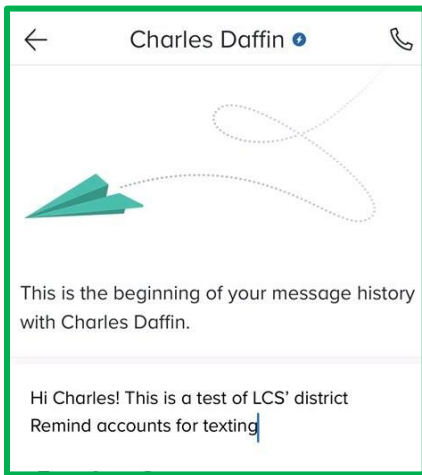 Charles Daffin
This is the beginning of your message history
with Charles Daffin.
Hi Charles! This is a test of LCS’ district
Remind accounts for texting